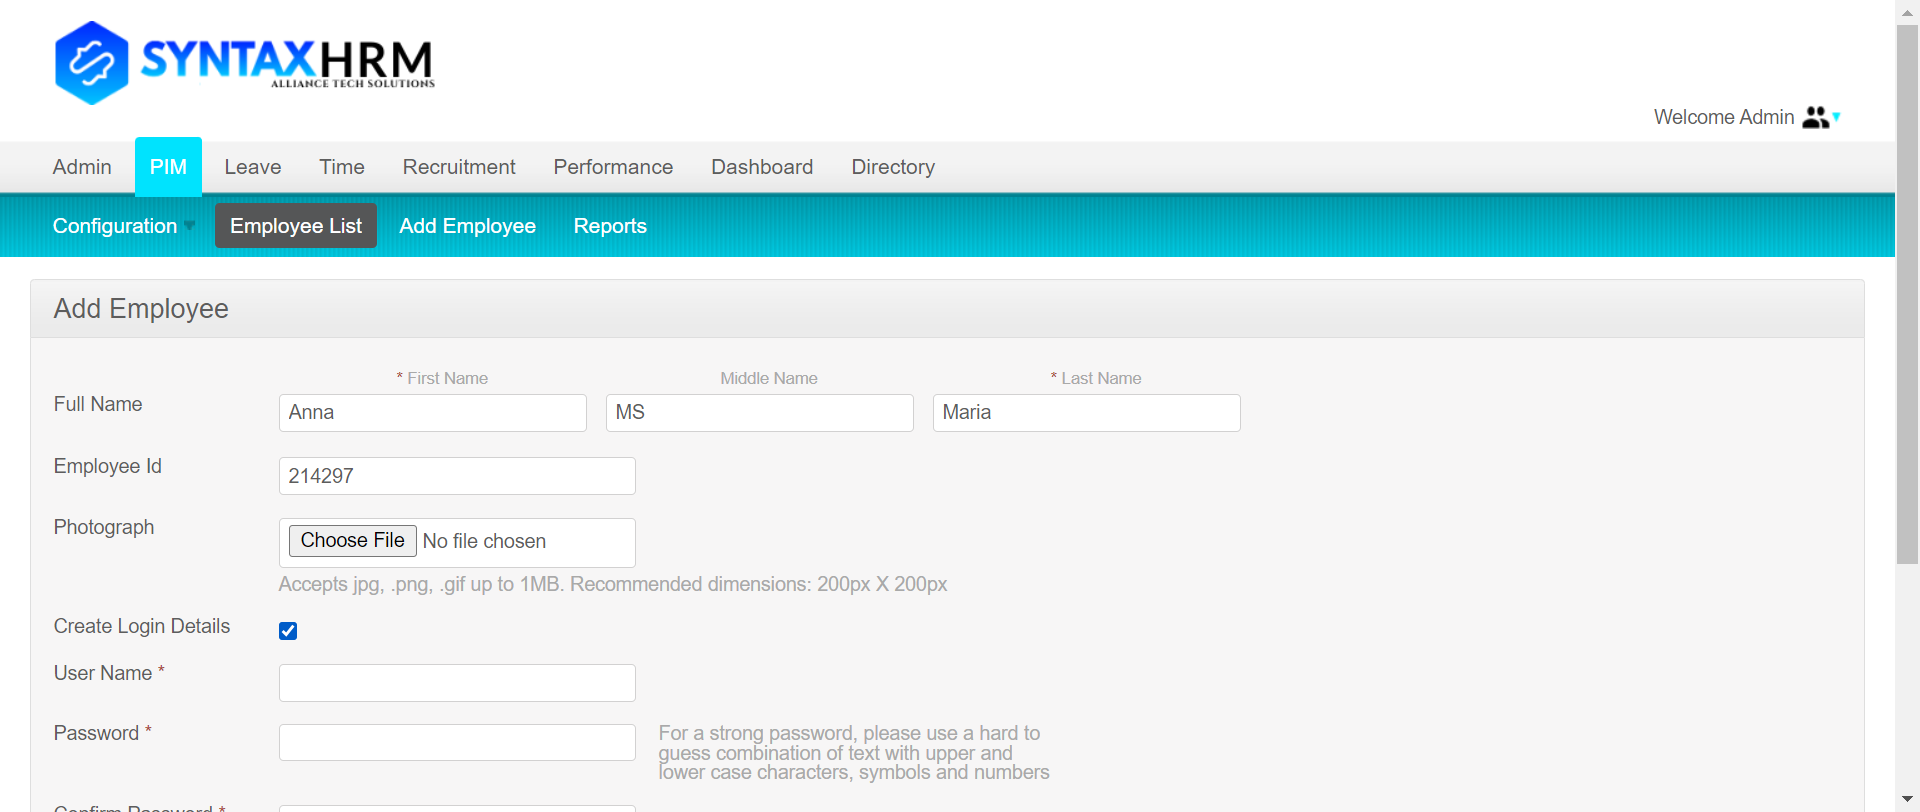 SYNTAXHRM
ALLIANCE TECH SOLUTIONS
Welcome Admin
Admin PIM Leave Time Recruitment Performance Dashboard Directory
Configuration Employee List Add Employee Reports
Add Employee
* First Name Middle Name * Last Name
Full Name Anna MS Maria
Employee Id 214297
Photograph Choose File No file chosen
Accepts jpg, .png, .gif up to 1MB. Recommended dimensions: 200px X 200px
Create Login Details
User Name *
Password * For a strong password, please use a hard to
guess combination of text with upper and
lower case characters, symbols and numbers
Confirm Password *